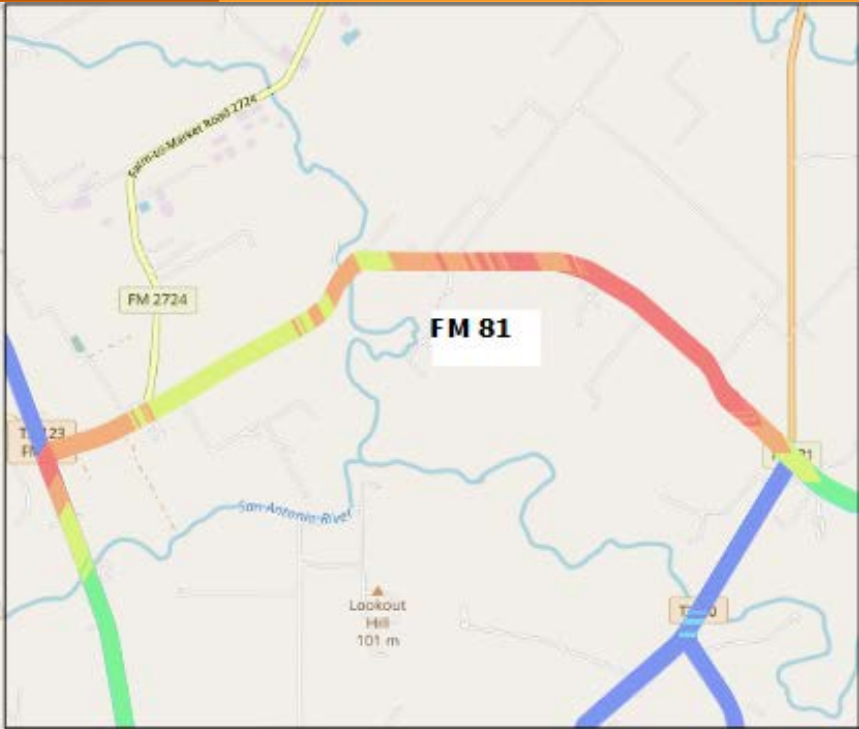 Farm-to-Market Road 2724
FM 2724
FM 81
San Antonio River
Lookout
Hill
101 m